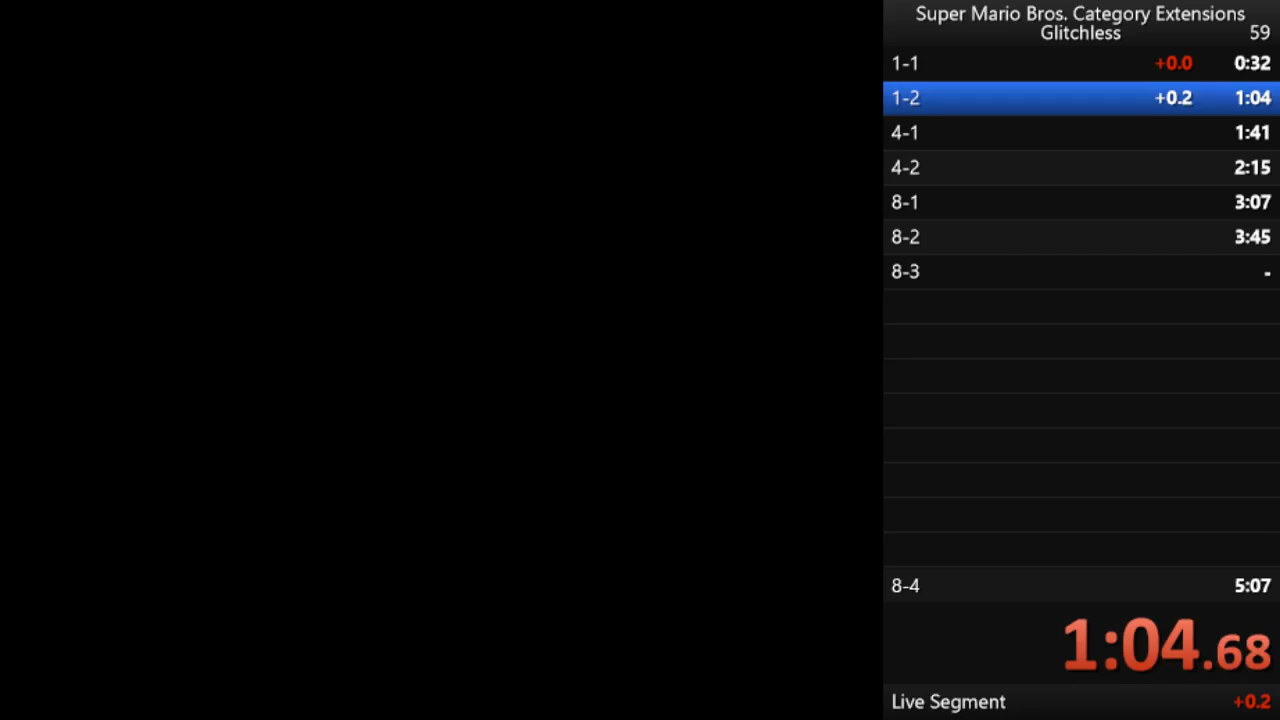 Super Mario Bros. Category Extensions
Glitchless 59
1-1 +0.0 0:32
1-2 +0.2 1:04
4-1 1:41
4-2 2:15
8-1 3:07
8-2 3:45
8-3 -
8-4 5:07
1:04.68
Live Segment +0.2